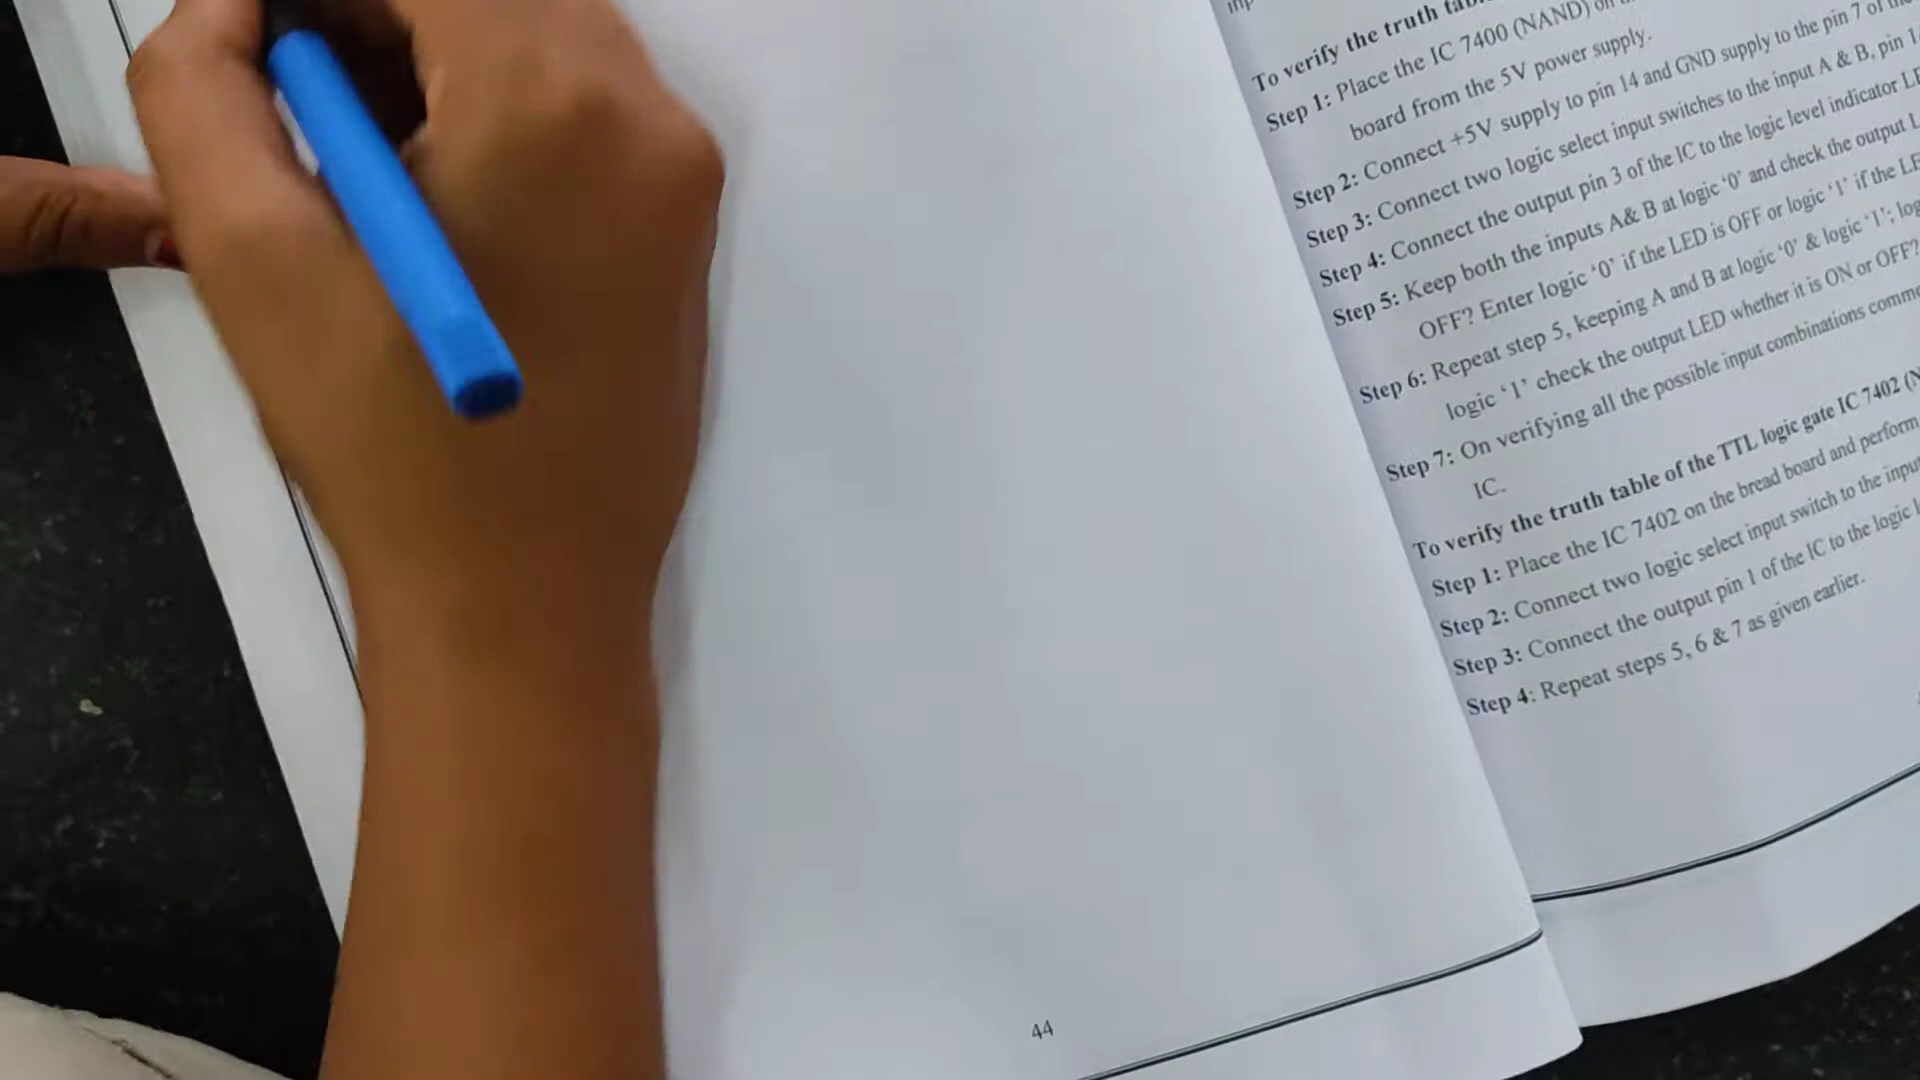 To verify the truth
Step 1: Place the IC 7400 (NAND) on
board from the 5V power supply.
Step 2: Connect +5V supply to pin 14 and GND supply to the pin 7 of
Step 3: Connect two logic select input switches to the input A & B, pin
Step 4: Connect the output pin 3 of the IC to the logic level indicator
Step 5: Keep both the inputs A& B at logic ‘0’ and check the output
OFF? Enter logic ‘0’ if the LED is OFF or logic ‘1’ if the
Step 6: Repeat step 5, keeping A and B at logic ‘0’ & logic ‘1’;
logic ‘1’ check the output LED whether it is ON or OFF?
Step 7: On verifying all the possible input combinations
IC.
To verify the truth table of the TTL logic gate IC 7402
Step 1: Place the IC 7402 on the bread board and perform
Step 2: Connect two logic select input switch to the
Step 3: Connect the output pin 1 of the IC to the logic
Step 4: Repeat steps 5, 6 & 7 as given earlier.
44